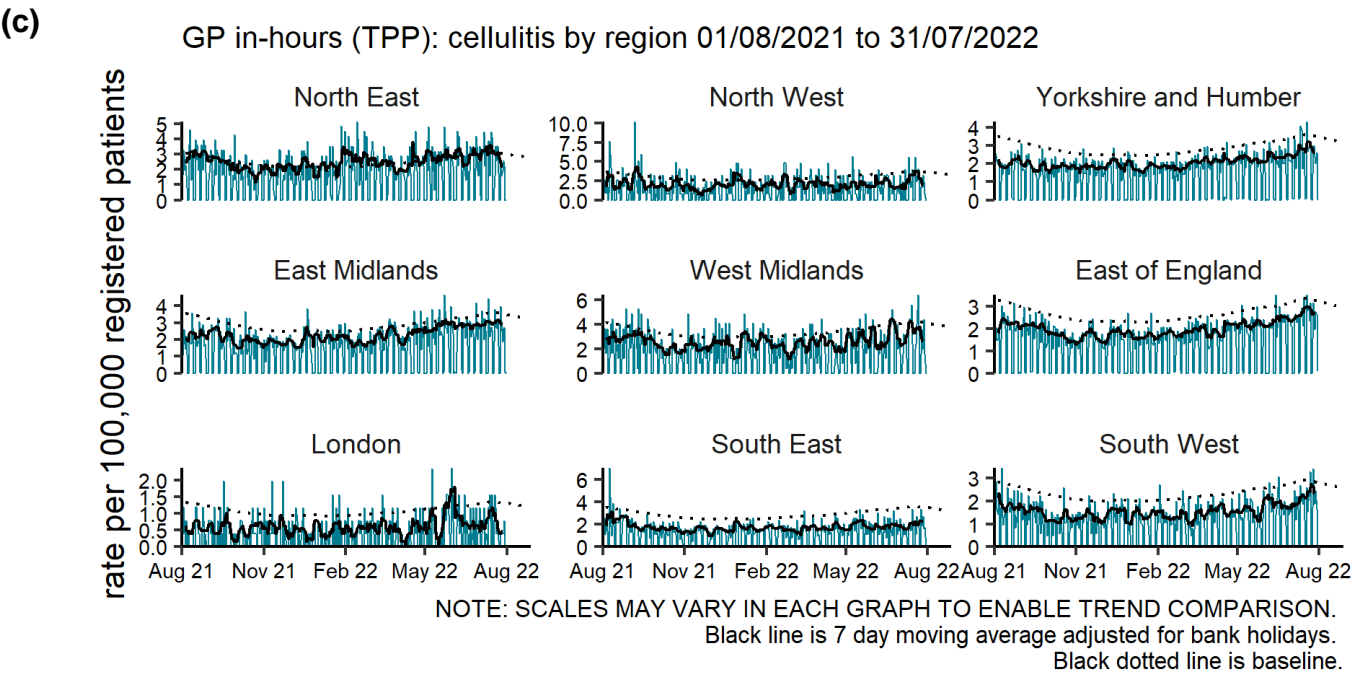 (c)
GP in-hours (TPP): cellulitis by region 01/08/2021 to 31/07/2022
rate per 100,000 registered patients
North East
5
4
3
2
1
0
North West
10.0
7.5
5.0
2.5
0.0
Yorkshire and Humber
4
3
2
1
0
East Midlands
4
3
2
1
0
West Midlands
6
4
2
0
East of England
3
2
1
0
London
2.0
1.5
1.0
0.5
0.0
South East
6
4
2
0
South West
3
2
1
0
Aug 21 Nov 21 Feb 22 May 22 Aug 22
Aug 21 Nov 21 Feb 22 May 22 Aug 22
Aug 21 Nov 21 Feb 22 May 22 Aug 22
NOTE: SCALES MAY VARY IN EACH GRAPH TO ENABLE TREND COMPARISON.
Black line is 7 day moving average adjusted for bank holidays.
Black dotted line is baseline.